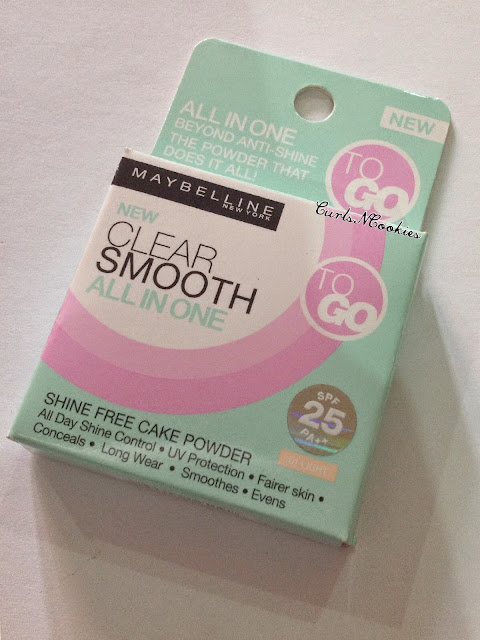 ALL IN ONE
BEYOND ANTI-SHINE
THE POWDER THAT
DOES IT ALL!
NEW
TO
GO
MAYBELLINE
NEW YORK
Curls.N.Cookies
NEW
CLEAR
SMOOTH
ALL IN ONE
TO
GO
SPF
25
PA++
SHINE FREE CAKE POWDER
All Day Shine Control • UV Protection • Fairer skin •
Conceals • Long Wear • Smoothes • Evens
LIGHT